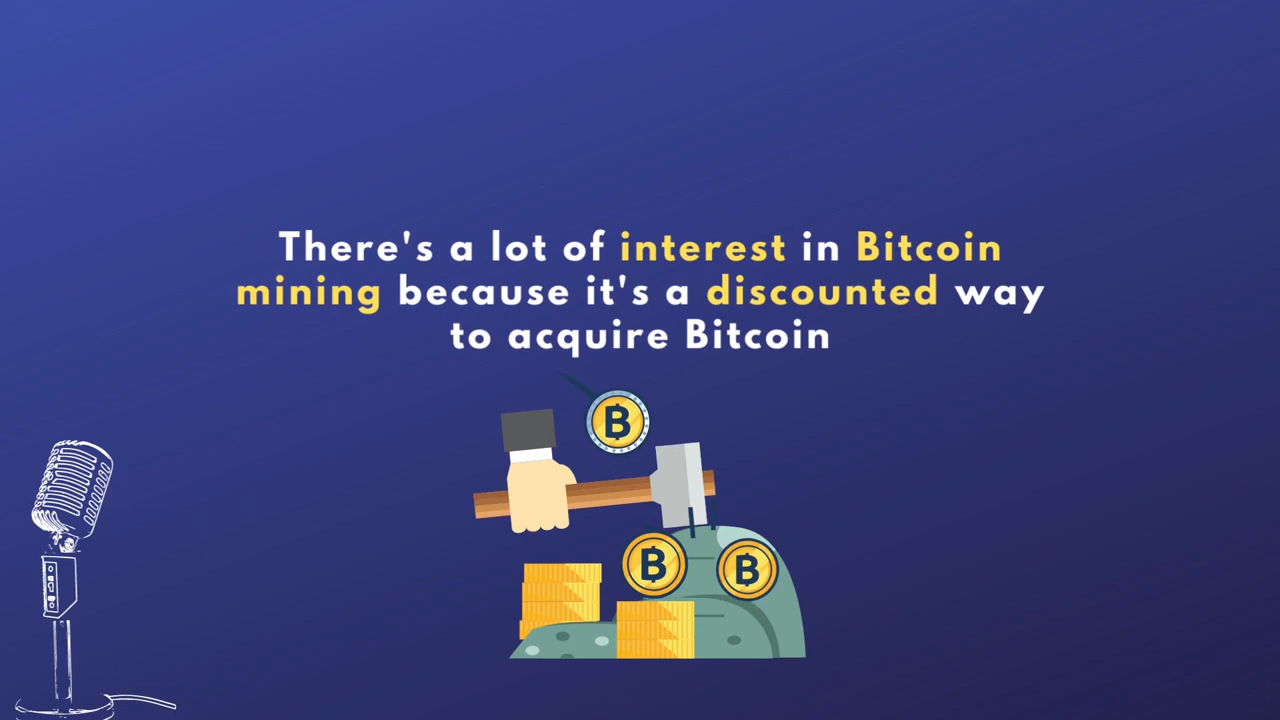 There's a lot of interest in Bitcoin
mining because it's a discounted way
to acquire Bitcoin